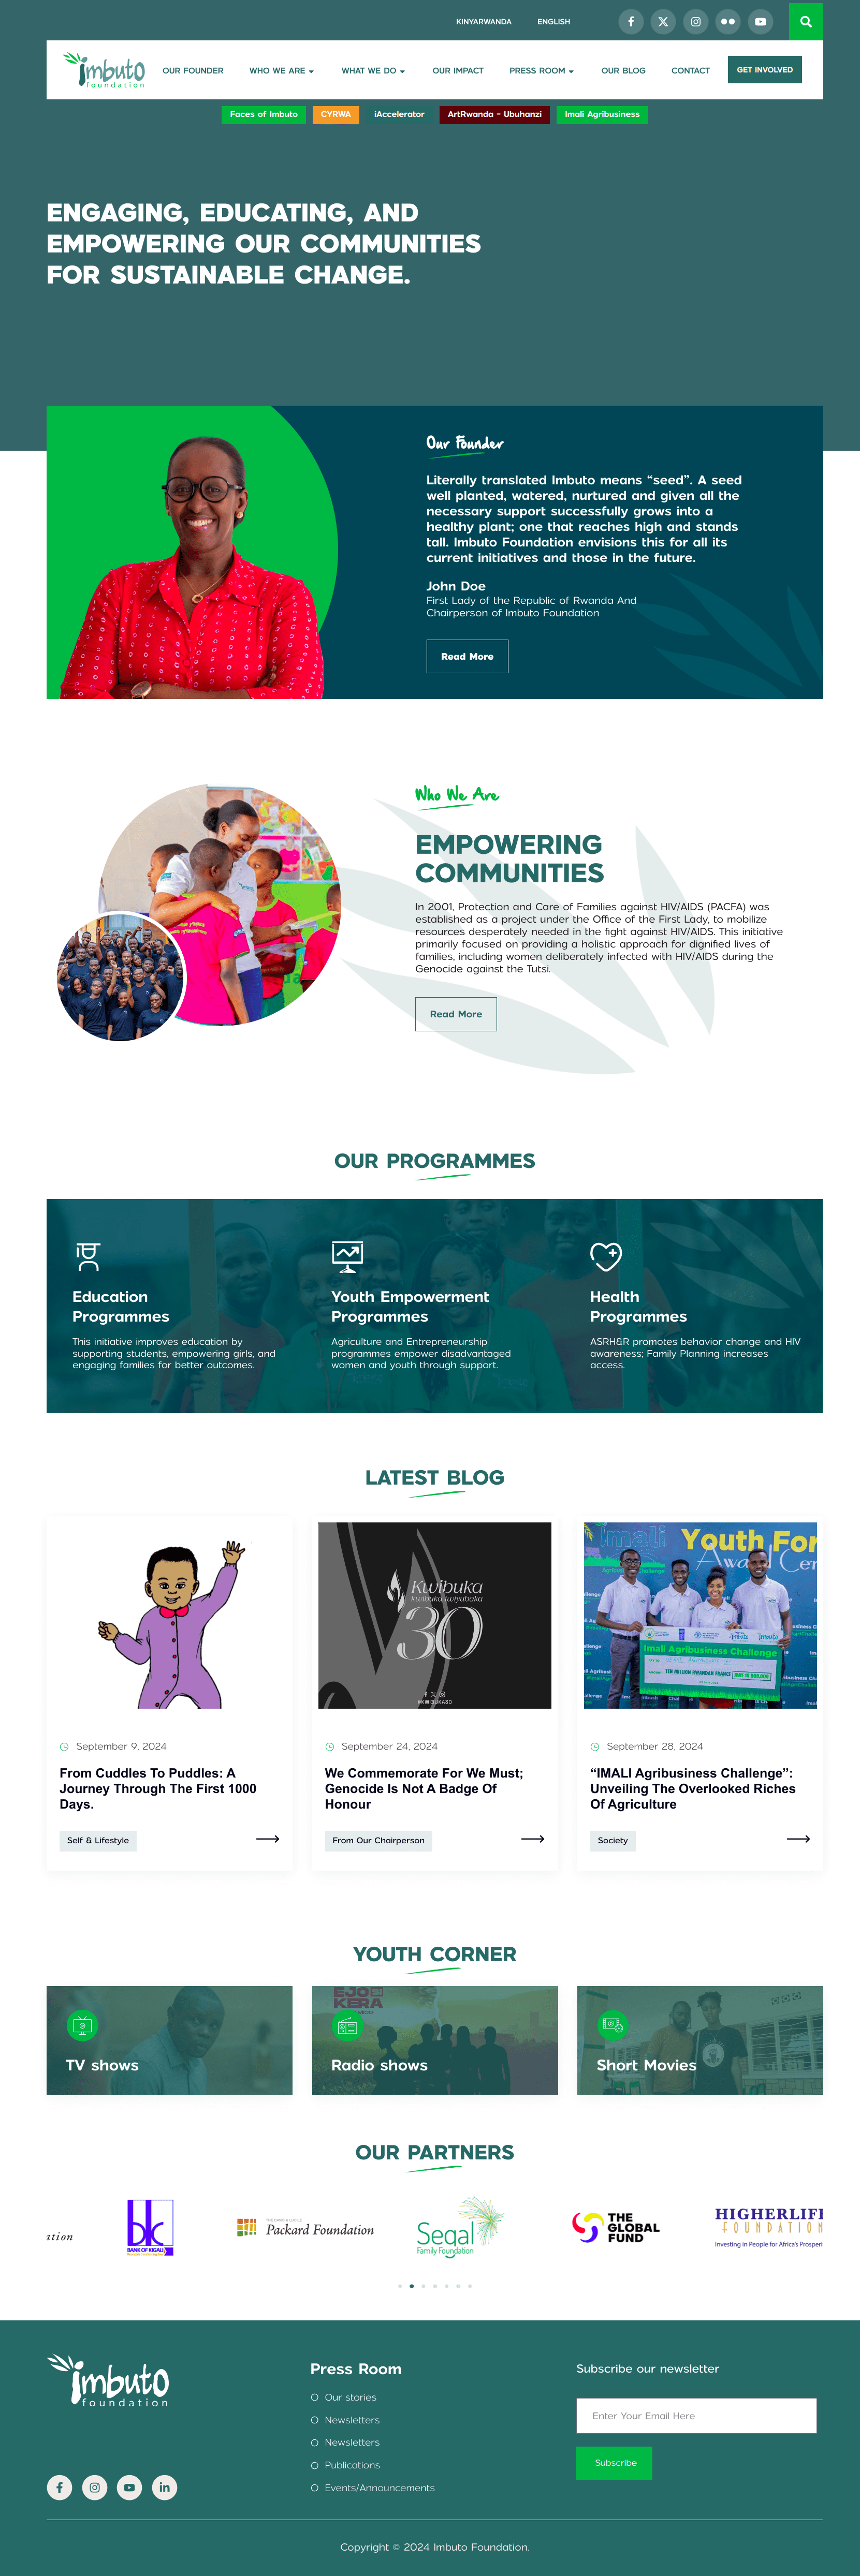 KINYARWANDA ENGLISH
imbuto
foundation
OUR FOUNDER WHO WE ARE WHAT WE DO OUR IMPACT PRESS ROOM OUR BLOG CONTACT GET INVOLVED
Faces of Imbuto CYRWA iAccelerator ArtRwanda - Ubuhanzi Imali Agribusiness
ENGAGING, EDUCATING, AND
EMPOWERING OUR COMMUNITIES
FOR SUSTAINABLE CHANGE.
Our Founder
Literally translated Imbuto means “seed”. A seed
well planted, watered, nurtured and given all the
necessary support successfully grows into a
healthy plant; one that reaches high and stands
tall. Imbuto Foundation envisions this for all its
current initiatives and those in the future.
John Doe
First Lady of the Republic of Rwanda And
Chairperson of Imbuto Foundation
Read More
Who We Are
EMPOWERING
COMMUNITIES
In 2001, Protection and Care of Families against HIV/AIDS (PACFA) was
established as a project under the Office of the First Lady, to mobilize
resources desperately needed in the fight against HIV/AIDS. This initiative
primarily focused on providing a holistic approach for dignified lives of
families, including women deliberately infected with HIV/AIDS during the
Genocide against the Tutsi.
Read More
OUR PROGRAMMES
Education
Programmes
This initiative improves education by
supporting students, empowering girls, and
engaging families for better outcomes.
Youth Empowerment
Programmes
Agriculture and Entrepreneurship
programmes empower disadvantaged
women and youth through support.
Health
Programmes
ASRH&R promotes behavior change and HIV
awareness; Family Planning increases
access.
LATEST BLOG
Kwibuka
kwibuka twiyubaka
30
#KWIBUKA30
Imali Youth For
Award Cer
Imali Agribusiness Challenge
TEN MILLION RWANDAN FRANCS
September 9, 2024
From Cuddles To Puddles: A
Journey Through The First 1000
Days.
Self & Lifestyle
September 24, 2024
We Commemorate For We Must;
Genocide Is Not A Badge Of
Honour
From Our Chairperson
September 28, 2024
“IMALI Agribusiness Challenge”:
Unveiling The Overlooked Riches
Of Agriculture
Society
YOUTH CORNER
TV shows
EJO
KERA
Radio shows
Short Movies
OUR PARTNERS
tion
bk
BANK OF KIGALI
Packard Foundation
Segal
Family Foundation
THE
GLOBAL
FUND
HIGHERLIFE
FOUNDATION
Investing in People for Africa's Prosperi
imbuto
foundation
Press Room
Our stories
Newsletters
Newsletters
Publications
Events/Announcements
Subscribe our newsletter
Enter Your Email Here
Subscribe
Copyright © 2024 Imbuto Foundation.